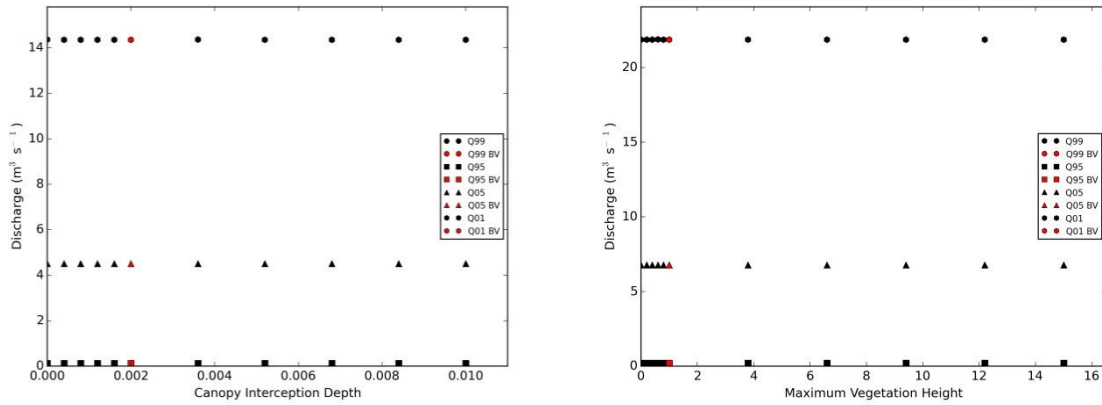 14
12
10
8
6
4
2
0
Discharge (m³ s⁻¹)
0.000 0.002 0.004 0.006 0.008 0.010
Canopy Interception Depth
Q99
Q99 BV
Q95
Q95 BV
Q05
Q05 BV
Q01
Q01 BV
20
15
10
5
0
Discharge (m³ s⁻¹)
0 2 4 6 8 10 12 14 16
Maximum Vegetation Height
Q99
Q99 BV
Q95
Q95 BV
Q05
Q05 BV
Q01
Q01 BV